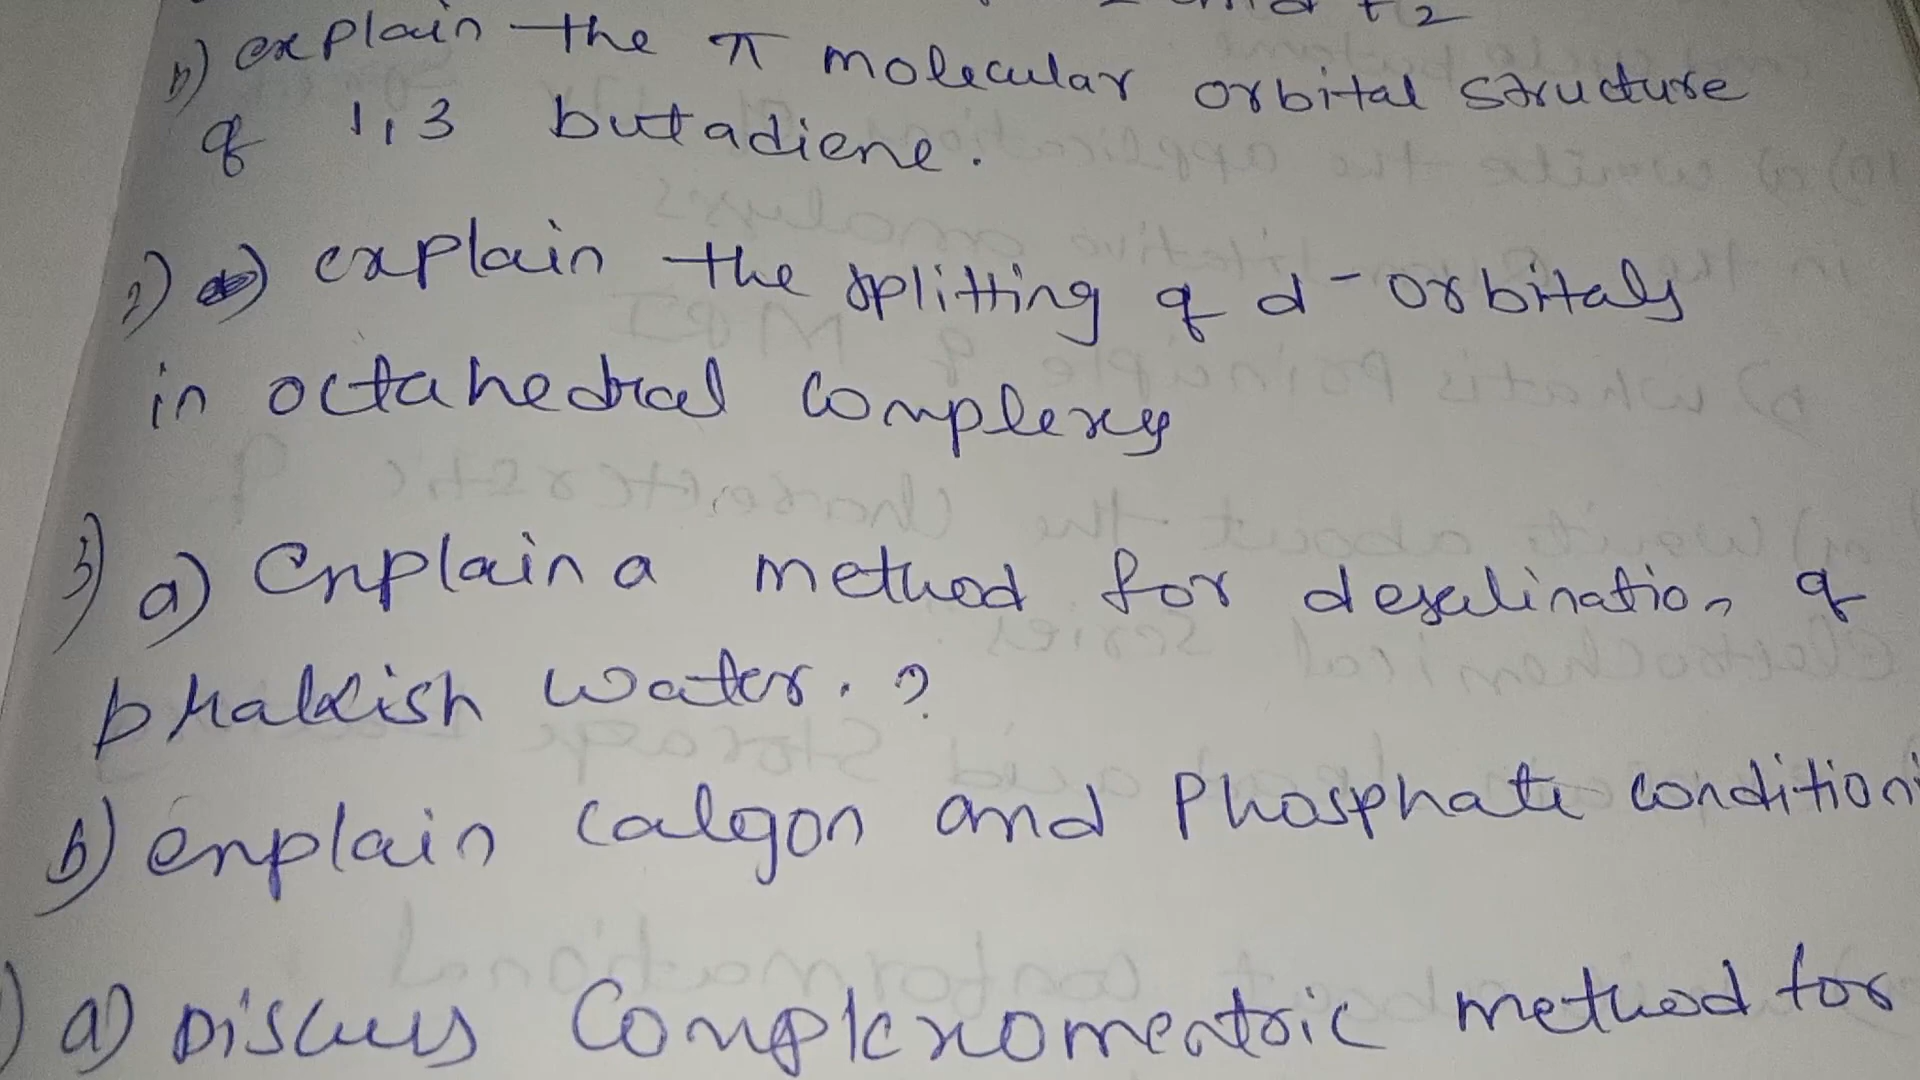 b) explain the π molecular orbital structure
of 1,3 butadiene.
2) explain the splitting of d-orbitals
in octahedral complexes
3) a) Explain a method for desalination of
brakish water.?
b) explain calgon and Phosphate condition
a) Discuss Complexometric method for